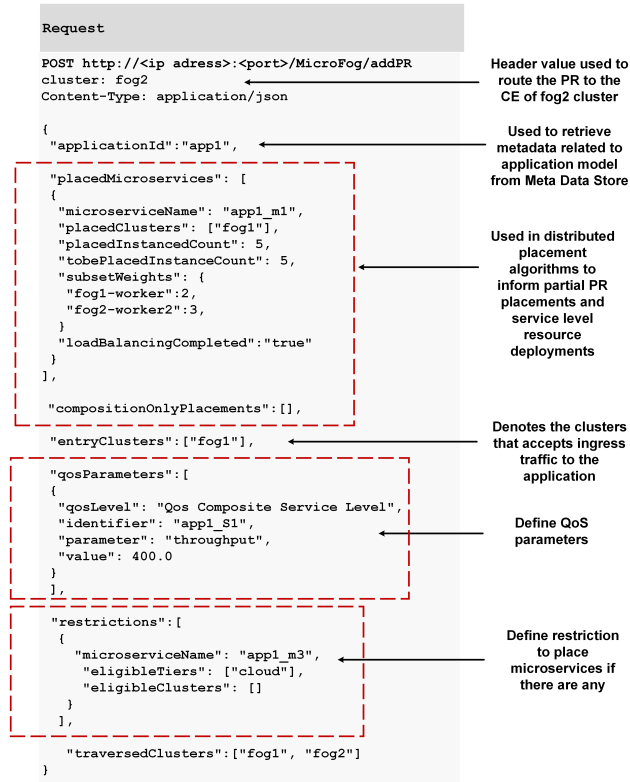 Request
POST http://<ip adress>:<port>/MicroFog/addPR
cluster: fog2
Content-Type: application/json
Header value used to
route the PR to the
CE of fog2 cluster
{
"applicationId":"app1",
Used to retrieve
metadata related to
application model
from Meta Data Store
"placedMicroservices": [
{
"microserviceName": "app1_m1",
"placedClusters": ["fog1"],
"placedInstancedCount": 5,
"tobePlacedInstanceCount": 5,
"subsetWeights": {
"fog1-worker":2,
"fog2-worker2":3,
}
"loadBalancingCompleted":"true"
}
],
"compositionOnlyPlacements":[],
Used in distributed
placement
algorithms to
inform partial PR
placements and
service level
resource
deployments
"entryClusters":["fog1"],
Denotes the clusters
that accepts ingress
traffic to the
application
"qosParameters":[
{
"qosLevel": "Qos Composite Service Level",
"identifier": "app1_S1",
"parameter": "throughput",
"value": 400.0
}
],
Define QoS
parameters
"restrictions":[
{
"microserviceName": "app1_m3",
"eligibleTiers": ["cloud"],
"eligibleClusters": []
}
],
Define restriction
to place
microservices if
there are any
"traversedClusters":["fog1", "fog2"]
}